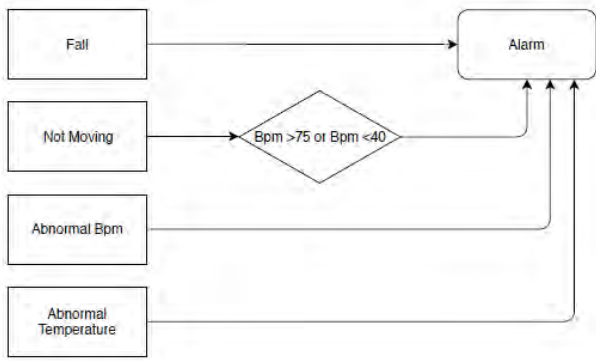 Fall
Alarm
Not Moving
Bpm >75 or Bpm <40
Abnormal Bpm
Abnormal
Temperature